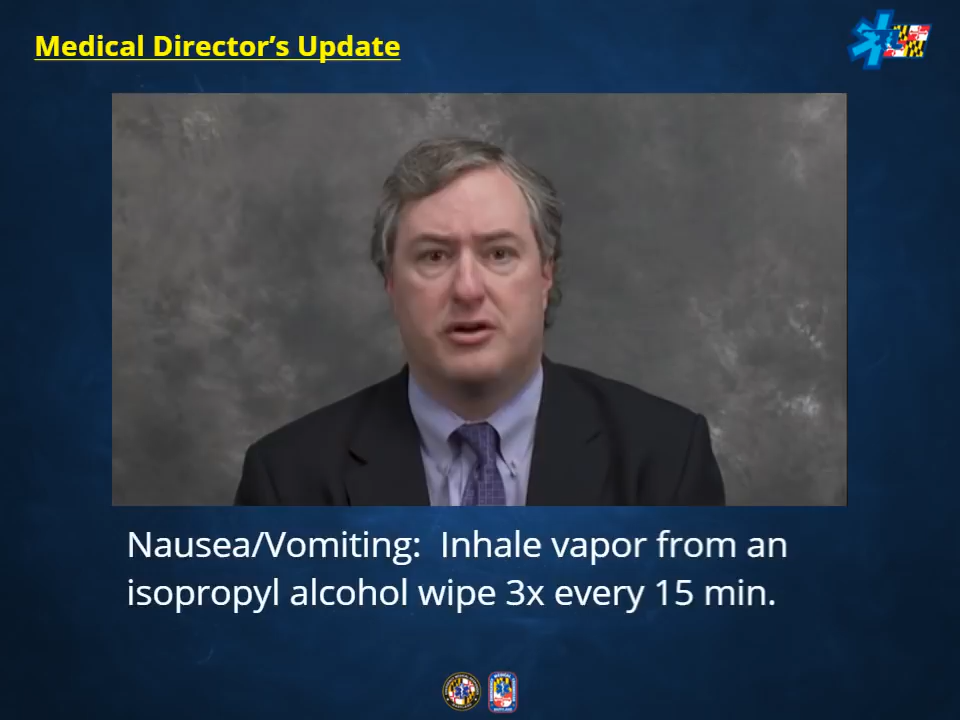 Medical Director’s Update
Nausea/Vomiting:  Inhale vapor from an
isopropyl alcohol wipe 3x every 15 min.